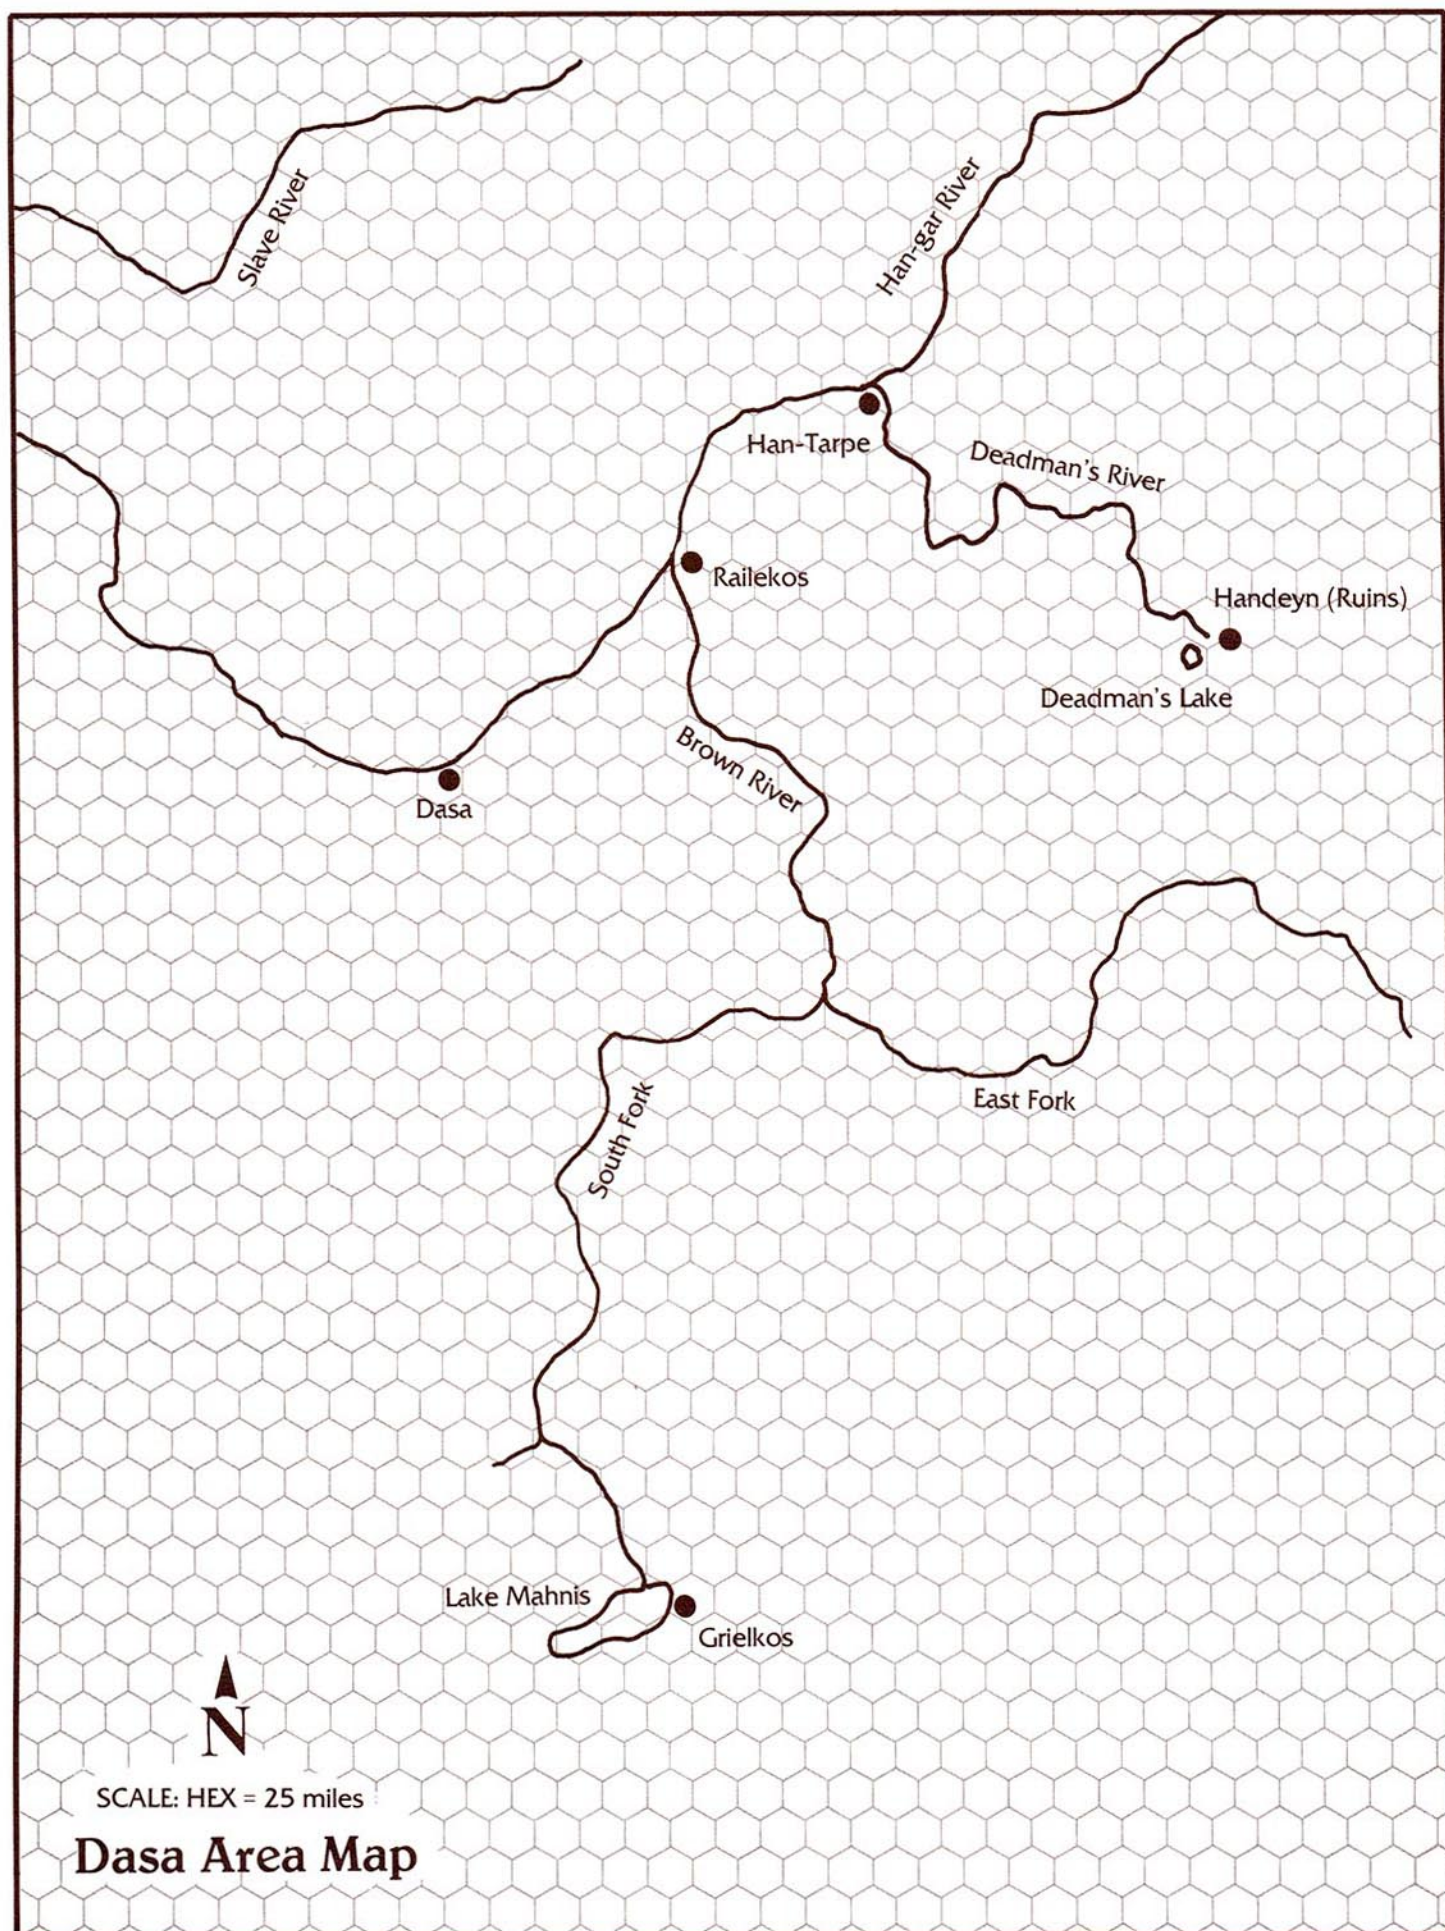 Slave River
Han-gar River
Han-Tarpe
Deadman's River
Railekos
Handeyn (Ruins)
Deadman's Lake
Brown River
Dasa
East Fork
South Fork
Lake Mahnis
Grielkos
N
SCALE: HEX = 25 miles
Dasa Area Map